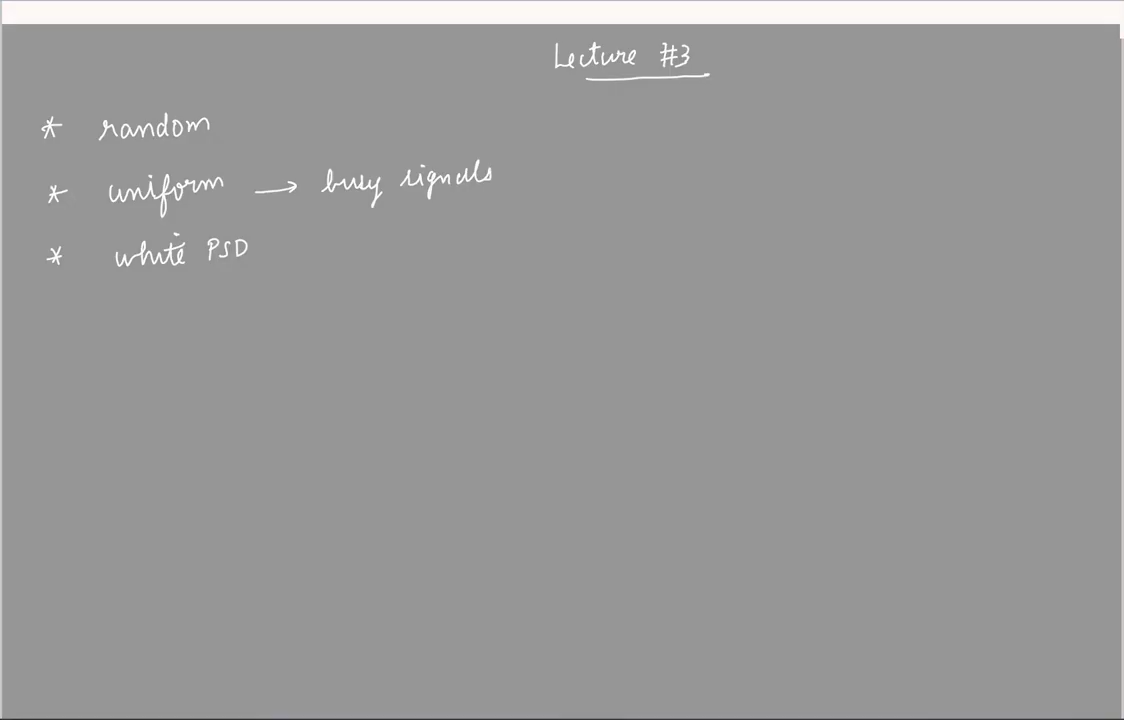 Lecture #3
* random
* uniform → busy signals
* white PSD